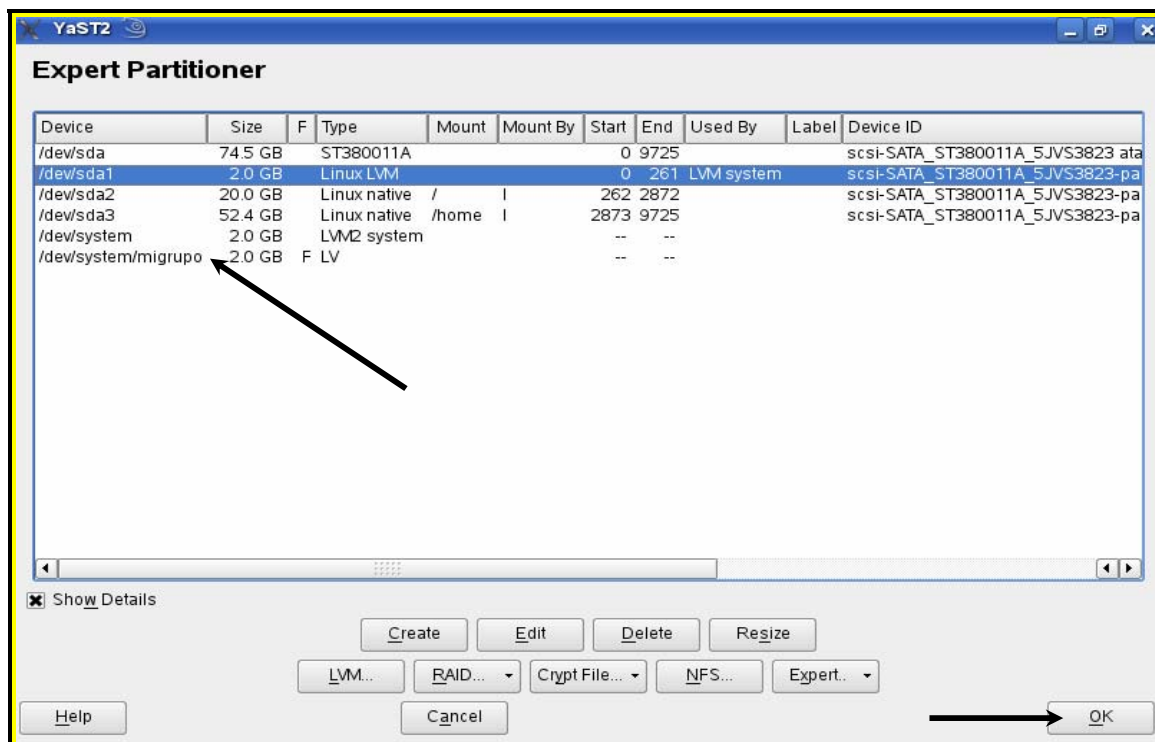 YaST2
Expert Partitioner
Device Size F Type Mount Mount By Start End Used By Label Device ID
/dev/sda 74.5 GB ST380011A 0 9725 scsi-SATA_ST380011A_5JVS3823 ata
/dev/sda1 2.0 GB Linux LVM 0 261 LVM system scsi-SATA_ST380011A_5JVS3823-pa
/dev/sda2 20.0 GB Linux native / I 262 2872 scsi-SATA_ST380011A_5JVS3823-pa
/dev/sda3 52.4 GB Linux native /home I 2873 9725 scsi-SATA_ST380011A_5JVS3823-pa
/dev/system 2.0 GB LVM2 system -- --
/dev/system/migrupo 2.0 GB F LV -- --
Show Details
Create Edit Delete Resize
LVM... RAID... Crypt File... NFS... Expert..
Help Cancel OK